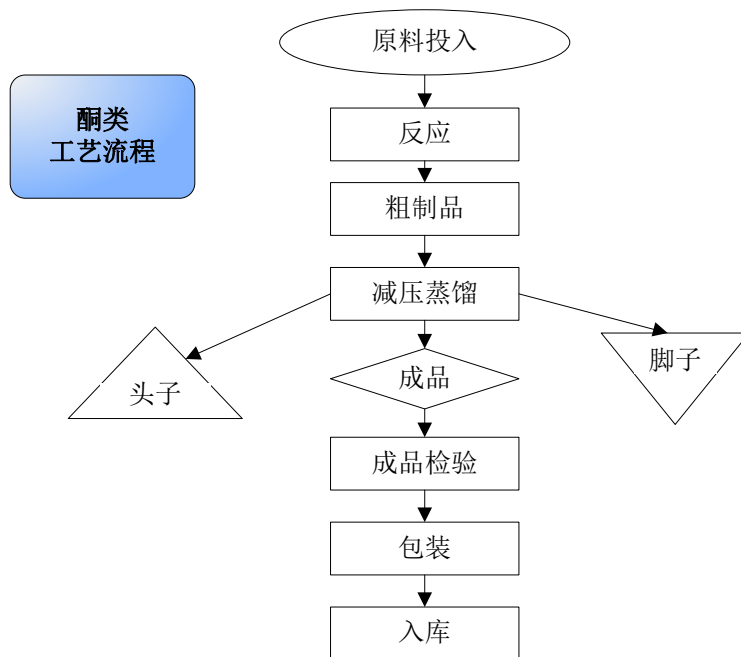 原料投入
酮类
工艺流程
反应
粗制品
减压蒸馏
头子
成品
脚子
成品检验
包装
入库